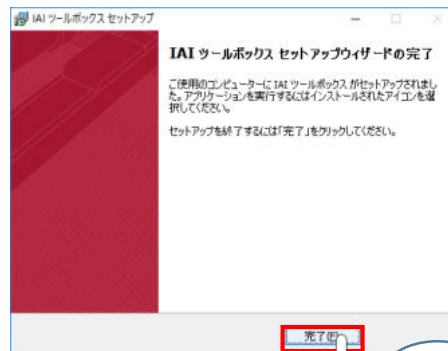 IAI ツールボックス セットアップ
IAI ツールボックス セットアップウィザードの完了
ご使用のコンピューターに IAI ツールボックス がセットアップされまし
た。アプリケーションを実行するにはインストールされたアイコンを選
択してください。
セットアップを終了するには「完了」をクリックしてください。
完了(F)